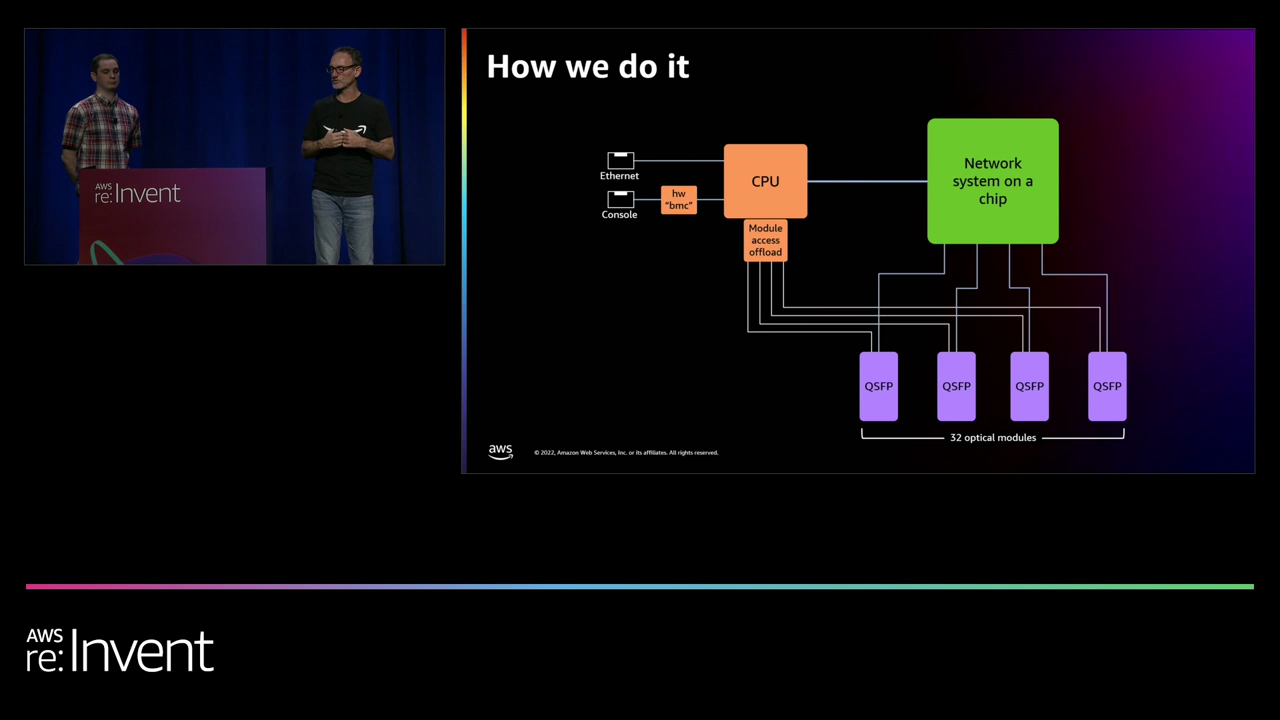 AWS
re:Invent
How we do it
Ethernet
Console
hw
"bmc"
CPU
Module
access
offload
Network
system on a
chip
QSFP
QSFP
QSFP
QSFP
32 optical modules
aws
© 2022, Amazon Web Services, Inc. or its affiliates. All rights reserved.
AWS
re:Invent